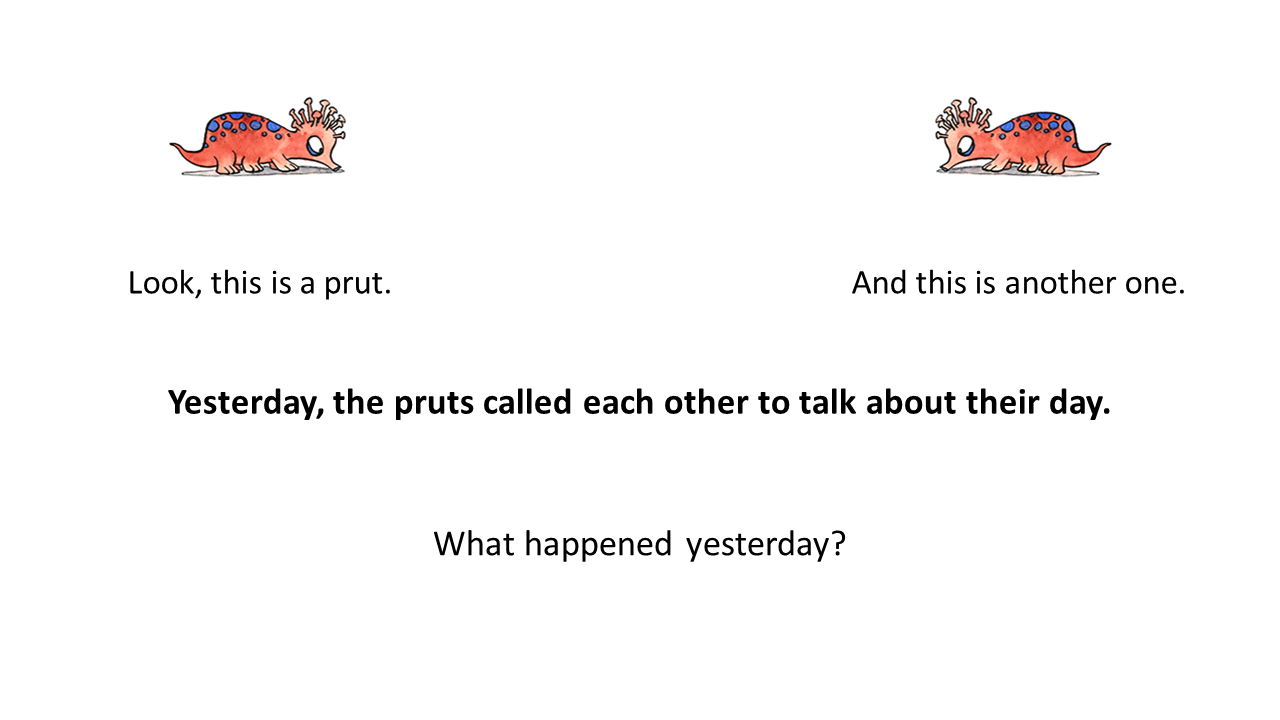 Look, this is a prut.
And this is another one.
Yesterday, the pruts called each other to talk about their day.
What happened yesterday?